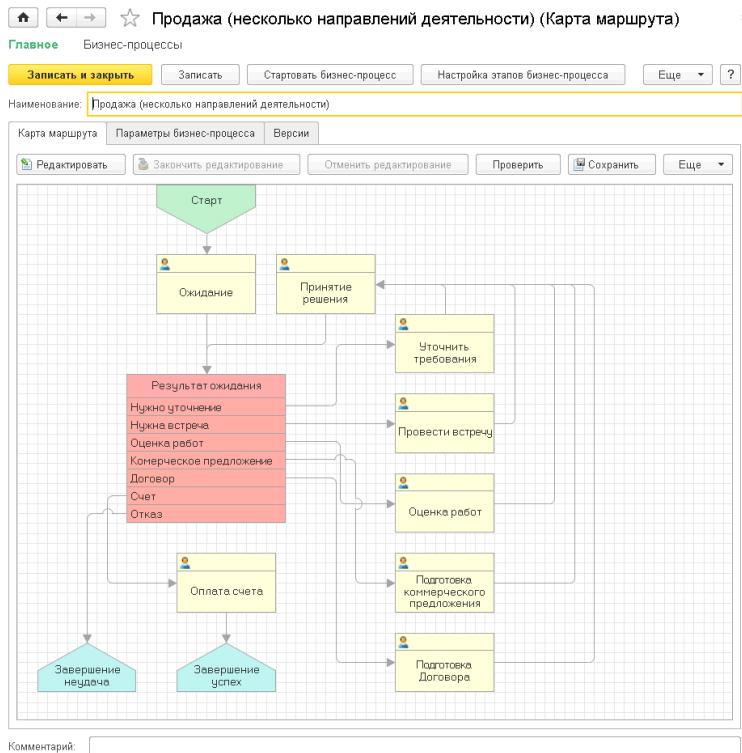 Продажа (несколько направлений деятельности) (Карта маршрута)
Главное Бизнес-процессы
Записать и закрыть Записать Стартовать бизнес-процесс Настройка этапов бизнес-процесса Еще ?
Наименование: Продажа (несколько направлений деятельности)
Карта маршрута Параметры бизнес-процесса Версии
Редактировать Закончить редактирование Отменить редактирование Проверить Сохранить Еще
Старт
Ожидание
Принятие
решения
Уточнить
требования
Результат ожидания
Нужно уточнение
Нужна встреча
Оценка работ
Комерческое предложение
Договор
Счет
Отказ
Провести встречу
Оценка работ
Оплата счета
Подготовка
коммерческого
предложения
Завершение
неудача
Завершение
успех
Подготовка
Договора
Комментарий: